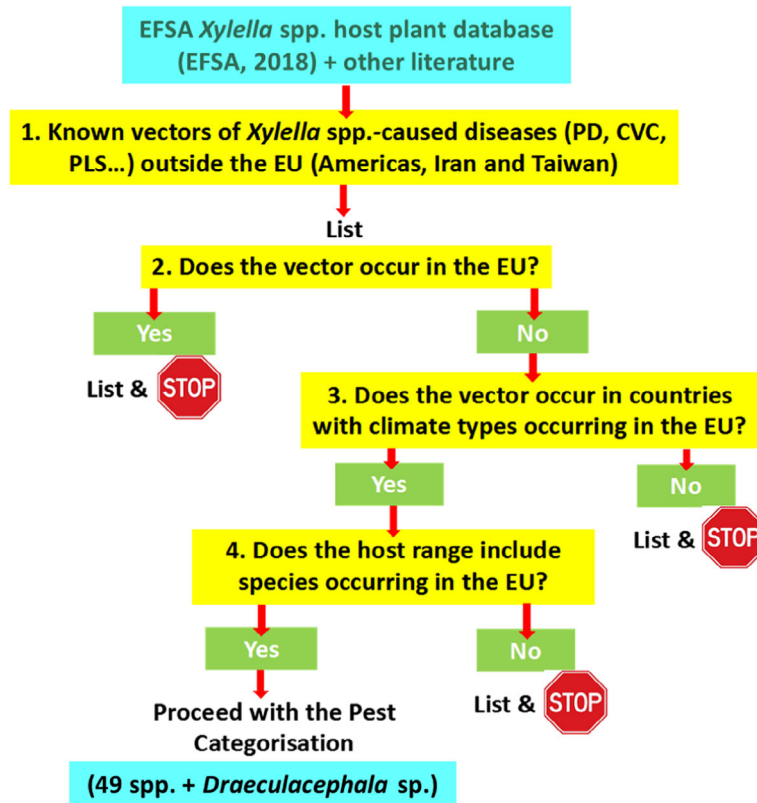 EFSA Xylella spp. host plant database
(EFSA, 2018) + other literature
1. Known vectors of Xylella spp.-caused diseases (PD, CVC,
PLS...) outside the EU (Americas, Iran and Taiwan)
List
2. Does the vector occur in the EU?
Yes
No
List & STOP
3. Does the vector occur in countries
with climate types occurring in the EU?
Yes
No
List & STOP
4. Does the host range include
species occurring in the EU?
Yes
No
List & STOP
Proceed with the Pest
Categorisation
(49 spp. + Draeculacephala sp.)